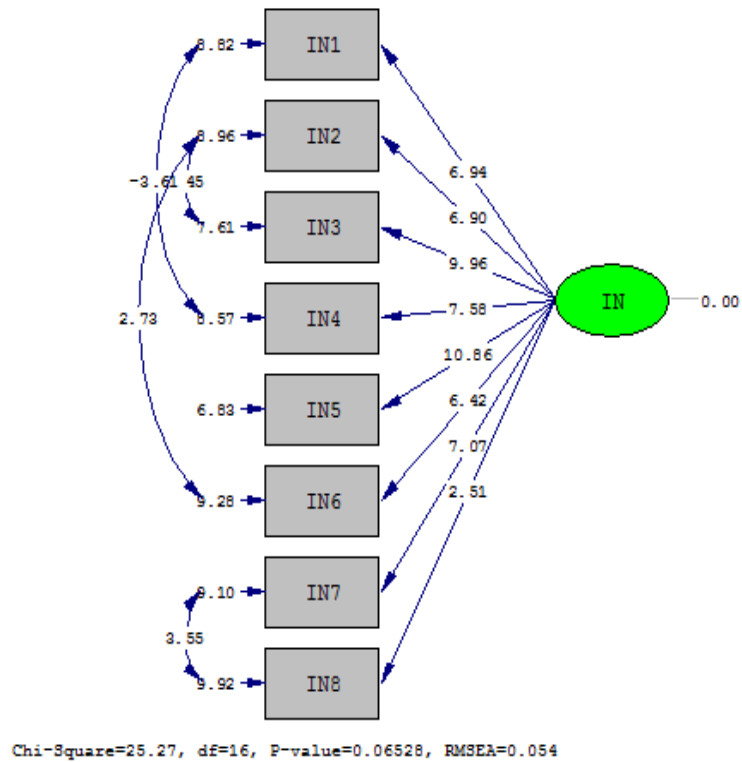 8.82 IN1
8.96 IN2
6.94
-3.61 45
6.90
7.61 IN3
9.96
IN 0.00
7.58
2.73 8.57 IN4
10.86
6.83 IN5
6.42
7.07
2.51
9.28 IN6
9.10 IN7
3.55
9.92 IN8
Chi-Square=25.27, df=16, P-value=0.06528, RMSEA=0.054